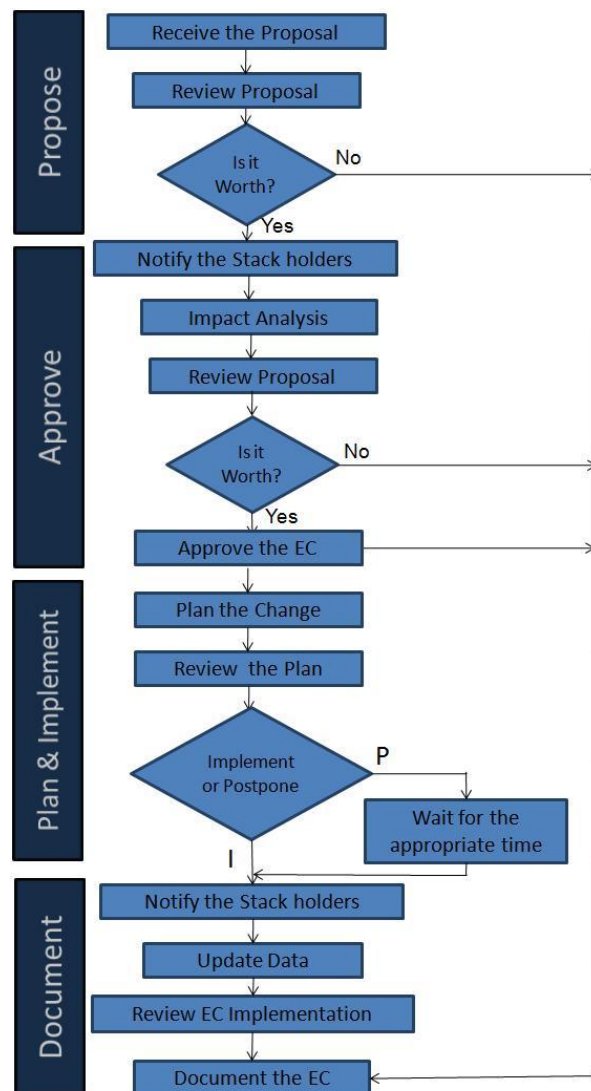 Propose
Receive the Proposal
Review Proposal
Is it
Worth?
No
Yes
Approve
Notify the Stack holders
Impact Analysis
Review Proposal
Is it
Worth?
No
Yes
Approve the EC
Plan & Implement
Plan the Change
Review the Plan
Implement
or Postpone
P
Wait for the
appropriate time
I
Document
Notify the Stack holders
Update Data
Review EC Implementation
Document the EC